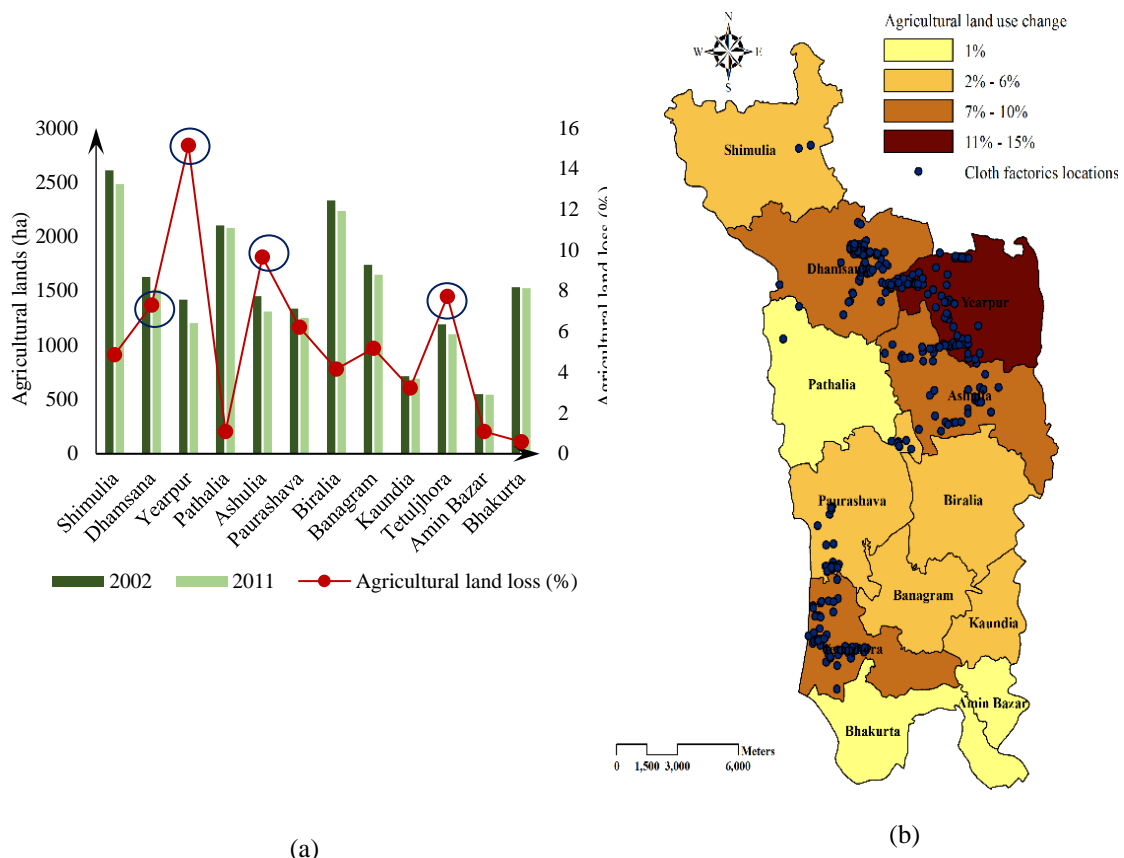 3000
2500
2000
1500
1000
500
0
Agricultural lands (ha)
16
14
12
10
8
6
4
2
0
Agricultural land loss (%)
Shimulia
Dhamsana
Yearpur
Pathalia
Ashulia
Paurashava
Biralia
Banagram
Kaundia
Tetuljhora
Amin Bazar
Bhakurta
2002 2011 Agricultural land loss (%)
(a)
N
W E
S
Agricultural land use change
1%
2% - 6%
7% - 10%
11% - 15%
Cloth factorics locations
Shimulia
Dhamsana
Yearpur
Pathalia
Ashulia
Paurashava
Biralia
Banagram
Kaundia
Amin Bazar
Bhakurta
Meters
0 1,500 3,000 6,000
(b)